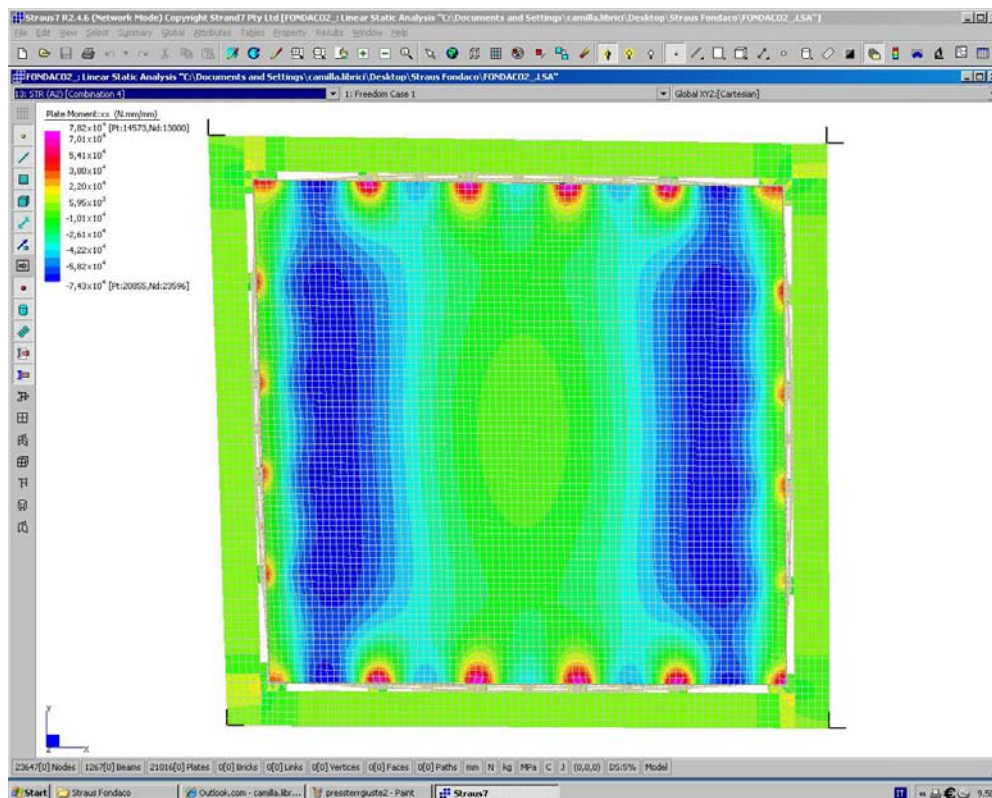 Straus7 R2.4.6 (Network Mode) Copyright Strand7 Pty Ltd [FONDACO2_: Linear Static Analysis "C:\Documents and Settings\camilla.librici\Desktop\Straus Fondaco\FONDACO2_.LSA"]
File Edit View Select Summary Global Attributes Tables Property Results Window Help
FONDACO2_: Linear Static Analysis "C:\Documents and Settings\camilla.librici\Desktop\Straus Fondaco\FONDACO2_.LSA"
13: STR (A2) [Combination 4] 1: Freedom Case 1 Global XYZ:[Cartesian]
Plate Moment:xx (N.mm/mm)
7,82x10⁴ [Pt:14573,Nd:13000]
7,01x10⁴
5,41x10⁴
3,80x10⁴
2,20x10⁴
5,95x10³
-1,01x10⁴
-2,61x10⁴
-4,22x10⁴
-5,82x10⁴
-7,43x10⁴ [Pt:20855,Nd:23596]
y
z x
23647[0] Nodes 1267[0] Beams 21016[0] Plates 0[0] Bricks 0[0] Links 0[0] Vertices 0[0] Faces 0[0] Paths mm N kg MPa C J (0,0,0) DS:5% Model
Start Straus Fondaco Outlook.com - camilla.libr... pressterrgiuste2 - Paint Straus7 IT 9.50